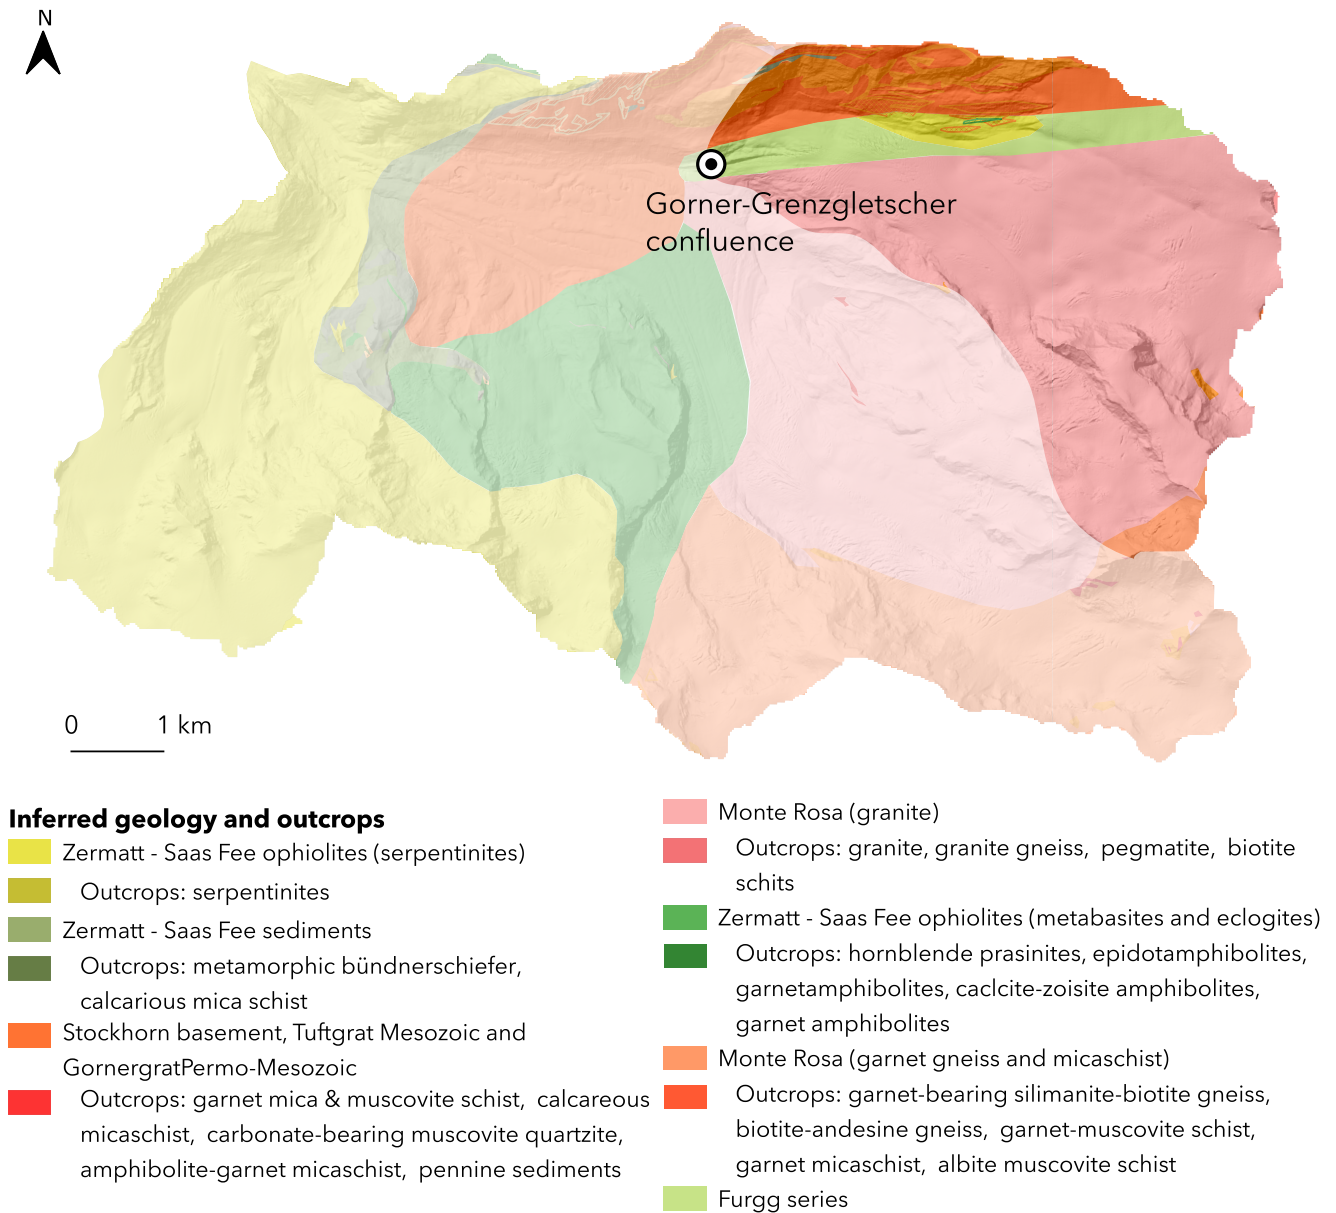 N
Gorner-Grenzgletscher
confluence
0 1 km
Inferred geology and outcrops
Zermatt - Saas Fee ophiolites (serpentinites)
Outcrops: serpentinites
Zermatt - Saas Fee sediments
Outcrops: metamorphic bündnerschiefer,
calcarious mica schist
Stockhorn basement, Tuftgrat Mesozoic and
GornergratPermo-Mesozoic
Outcrops: garnet mica & muscovite schist, calcareous
micaschist, carbonate-bearing muscovite quartzite,
amphibolite-garnet micaschist, pennine sediments
Monte Rosa (granite)
Outcrops: granite, granite gneiss, pegmatite, biotite
schits
Zermatt - Saas Fee ophiolites (metabasites and eclogites)
Outcrops: hornblende prasinites, epidotamphibolites,
garnetamphibolites, caclcite-zoisite amphibolites,
garnet amphibolites
Monte Rosa (garnet gneiss and micaschist)
Outcrops: garnet-bearing silimanite-biotite gneiss,
biotite-andesine gneiss, garnet-muscovite schist,
garnet micaschist, albite muscovite schist
Furgg series